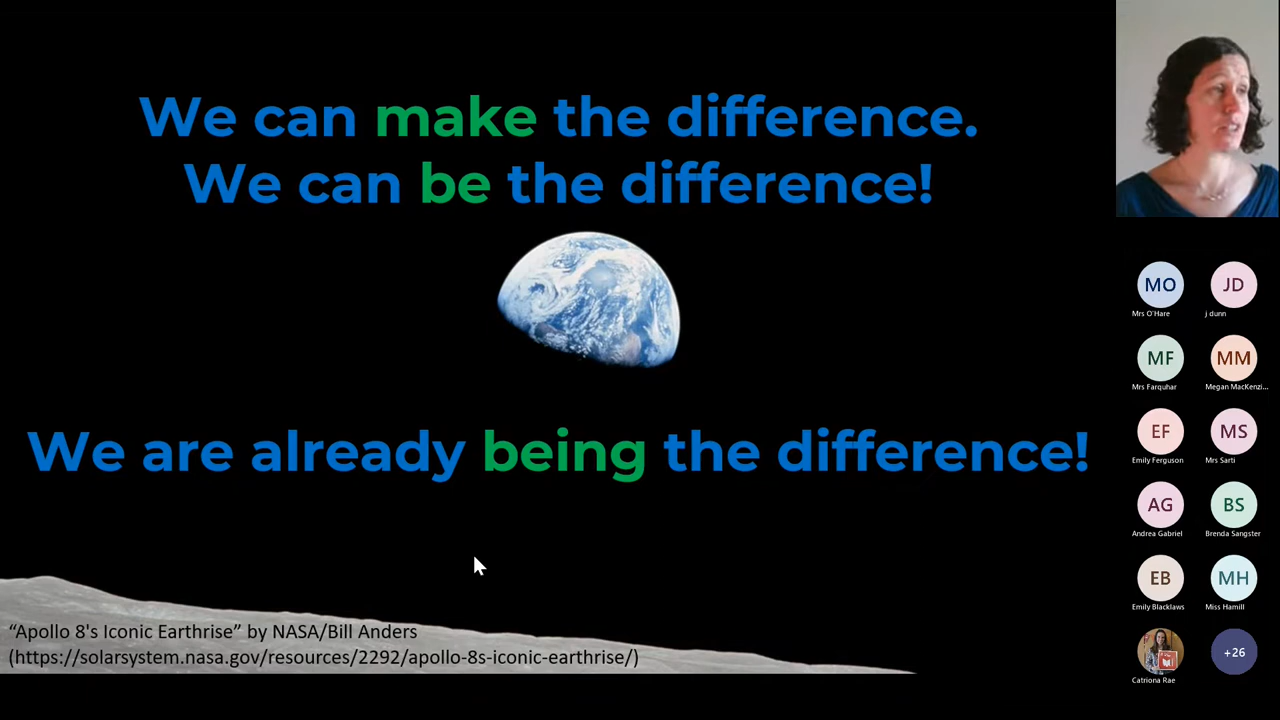 We can make the difference.
We can be the difference!
We are already being the difference!
“Apollo 8's Iconic Earthrise” by NASA/Bill Anders
(https://solarsystem.nasa.gov/resources/2292/apollo-8s-iconic-earthrise/)
MO
JD
Mrs O'Hare
j dunn
MF
MM
Mrs Farquhar
Megan MacKenzi...
EF
MS
Emily Ferguson
Mrs Sarti
AG
BS
Andrea Gabriel
Brenda Sangster
EB
MH
Emily Blacklaws
Miss Hamill
+26
Catriona Rae